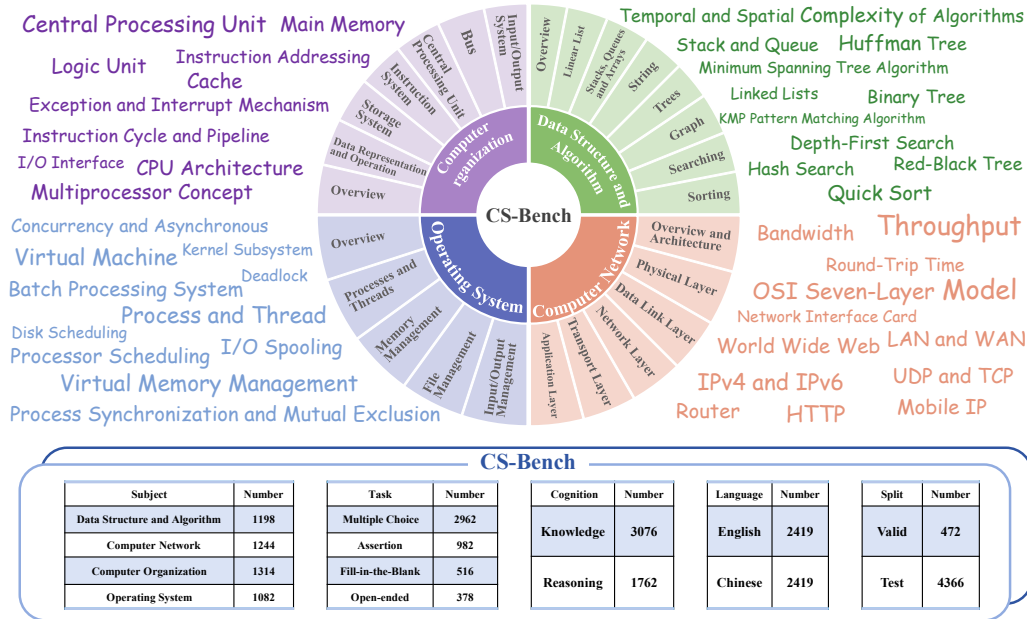 Central Processing Unit
Main Memory
Logic Unit
Instruction Addressing
Cache
Exception and Interrupt Mechanism
Instruction Cycle and Pipeline
I/O Interface
CPU Architecture
Multiprocessor Concept
Concurrency and Asynchronous
Virtual Machine
Kernel Subsystem
Deadlock
Batch Processing System
Process and Thread
Disk Scheduling
Processor Scheduling
I/O Spooling
Virtual Memory Management
Process Synchronization and Mutual Exclusion
CS-Bench
Computer
rganization
Overview
Data Representation
and Operation
Storage
System
Instruction
System
Central
Processing Unit
Bus
Input/Output
System
Data Structure and
Algorithm
Overview
Linear List
Stacks, Queues
and Arrays
String
Trees
Graph
Searching
Sorting
Computer Network
Overview and
Architecture
Physical Layer
Data Link Layer
Network Layer
Transport Layer
Application Layer
Operating System
Overview
Processes and
Threads
Memory
Management
File
Management
Input/Output
Management
Temporal and Spatial Complexity of Algorithms
Stack and Queue
Huffman Tree
Minimum Spanning Tree Algorithm
Linked Lists
Binary Tree
KMP Pattern Matching Algorithm
Depth-First Search
Hash Search
Red-Black Tree
Quick Sort
Bandwidth
Throughput
Round-Trip Time
OSI Seven-Layer Model
Network Interface Card
World Wide Web
LAN and WAN
IPv4 and IPv6
UDP and TCP
Router
HTTP
Mobile IP
CS-Bench
Subject Number
Data Structure and Algorithm 1198
Computer Network 1244
Computer Organization 1314
Operating System 1082
Task Number
Multiple Choice 2962
Assertion 982
Fill-in-the-Blank 516
Open-ended 378
Cognition Number
Knowledge 3076
Reasoning 1762
Language Number
English 2419
Chinese 2419
Split Number
Valid 472
Test 4366